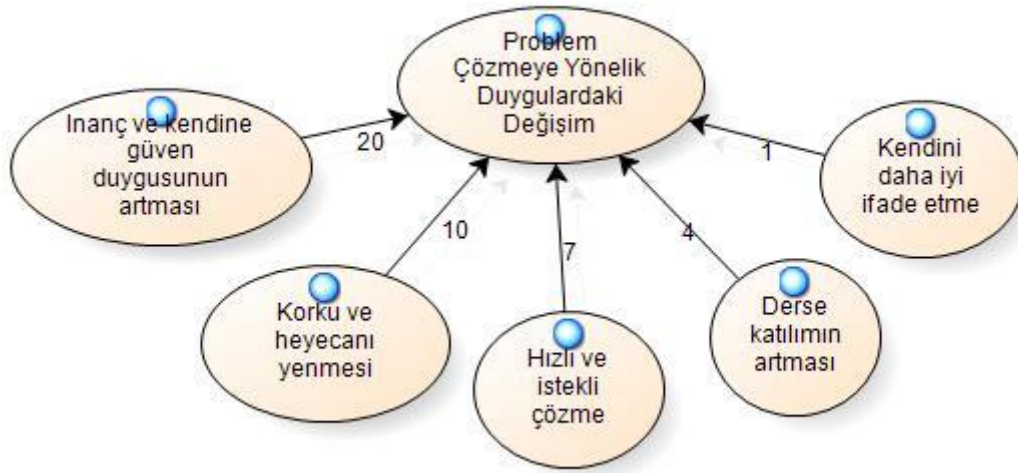 Problem
Çözmeye Yönelik
Duygulardaki
Değişim
Inanç ve kendine
güven
duygusunun
artması
20
10
7
4
1
Kendini
daha iyi
ifade etme
Korku ve
heyecanı
yenmesi
Hızli ve
istekli
çözme
Derse
katılımın
artması